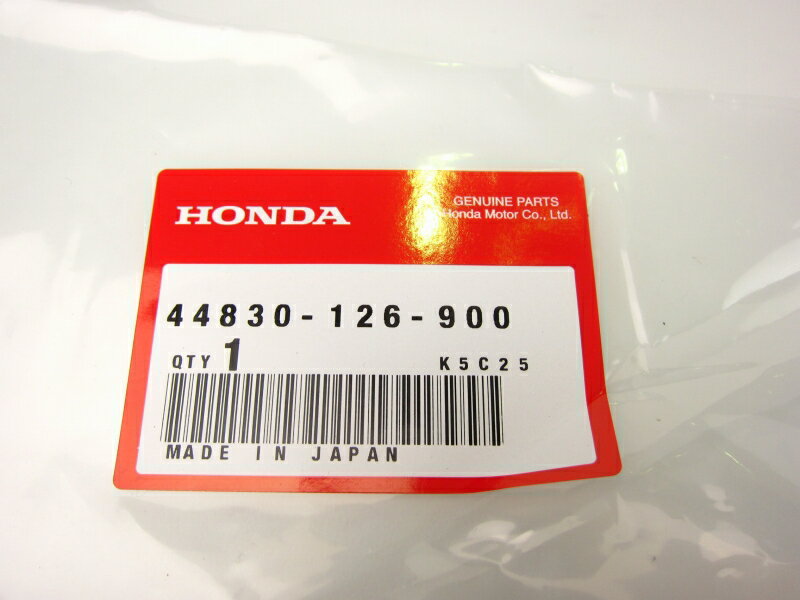 HONDA
GENUINE PARTS
Honda Motor Co., Ltd.
44830-126-900
QTY 1 K5C25
MADE IN JAPAN